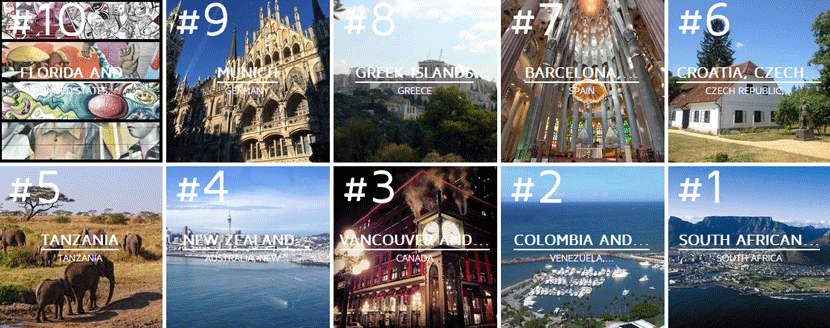 #10
FLORIDA AND
UNITED STATES,...
#9
MUNICH
GERMANY
#8
GREEK ISLANDS,
GREECE
#7
BARCELONA,...
SPAIN
#6
CROATIA, CZECH...
CZECH REPUBLIC,
#5
TANZANIA
TANZANIA
#4
NEW ZEALAND...
AUSTRALIA, NEW...
#3
VANCOUVER AND...
CANADA
#2
COLOMBIA AND...
VENEZUELA,...
#1
SOUTH AFRICAN...
SOUTH AFRICA